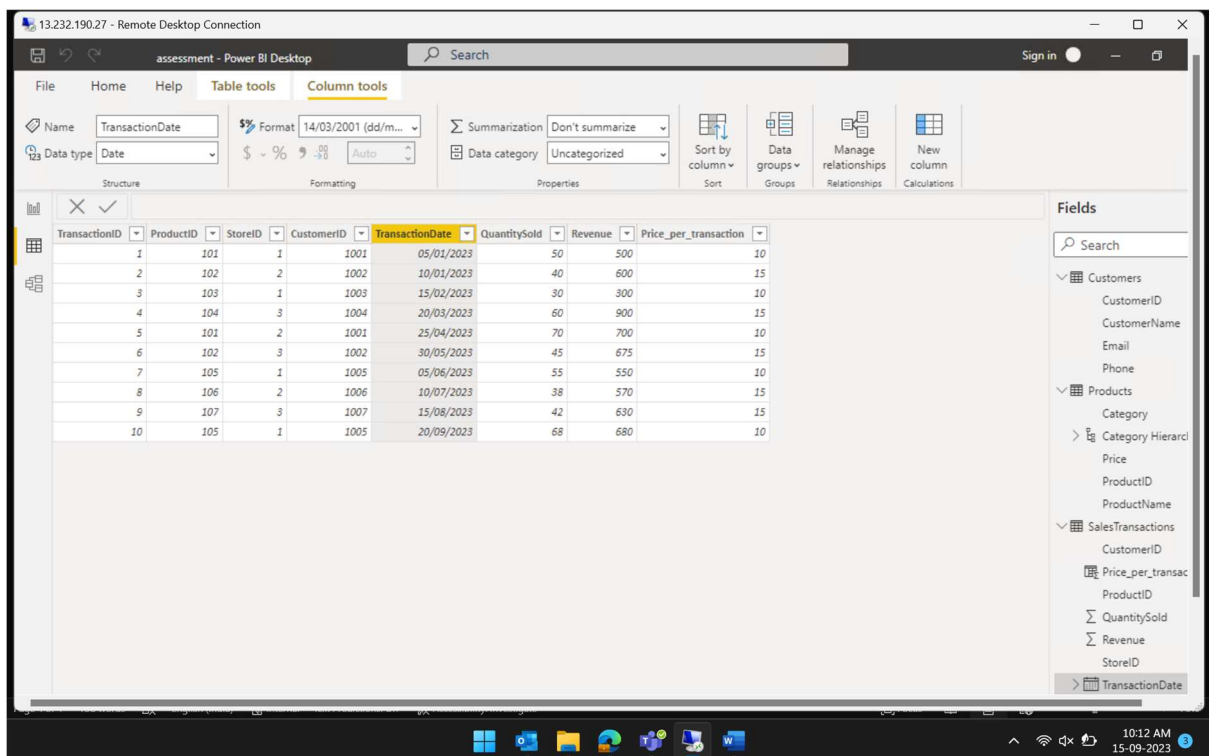 13.232.190.27 - Remote Desktop Connection
assessment - Power BI Desktop
Search
Sign in
File Home Help Table tools Column tools
Name TransactionDate
$% Format 14/03/2001 (dd/m...
Summarization Don't summarize
123 Data type Date
$ % 9 .00
Auto
Data category Uncategorized
Sort by column
Data groups
Manage relationships
New column
Structure Formatting Properties Sort Groups Relationships Calculations
TransactionID ProductID StoreID CustomerID TransactionDate QuantitySold Revenue Price_per_transaction
1 101 1 1001 05/01/2023 50 500 10
2 102 2 1002 10/01/2023 40 600 15
3 103 1 1003 15/02/2023 30 300 10
4 104 3 1004 20/03/2023 60 900 15
5 101 2 1001 25/04/2023 70 700 10
6 102 3 1002 30/05/2023 45 675 15
7 105 1 1005 05/06/2023 55 550 10
8 106 2 1006 10/07/2023 38 570 15
9 107 3 1007 15/08/2023 42 630 15
10 105 1 1005 20/09/2023 68 680 10
Fields
Search
Customers
CustomerID
CustomerName
Email
Phone
Products
Category
Category Hierarc
Price
ProductID
ProductName
SalesTransactions
CustomerID
Price_per_transac
ProductID
QuantitySold
Revenue
StoreID
TransactionDate
10:12 AM
15-09-2023
3